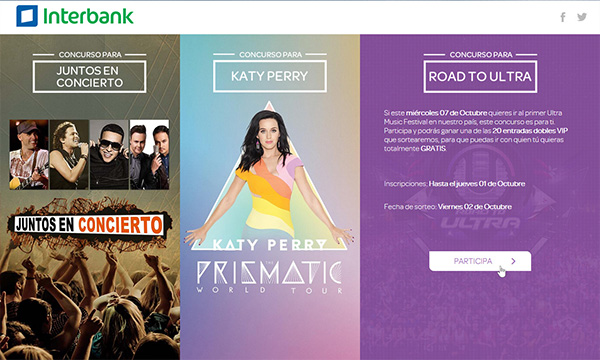 Interbank
CONCURSO PARA
JUNTOS EN
CONCIERTO
JUNTOS EN CONCIERTO
CONCURSO PARA
KATY PERRY
KATY PERRY
THE
PRISMATIC
WORLD TOUR
CONCURSO PARA
ROAD TO ULTRA
Si este miércoles 07 de Octubre quieres ir al primer Ultra
Music Festival en nuestro país, este concurso es para ti.
Participa y podrás ganar una de las 20 entradas dobles VIP
que sortearemos, para que puedas ir con quien tú quieras
totalmente GRATIS.
Inscripciones: Hasta el jueves 01 de Octubre
Fecha de sorteo: Viernes 02 de Octubre
ULTRA
PARTICIPA